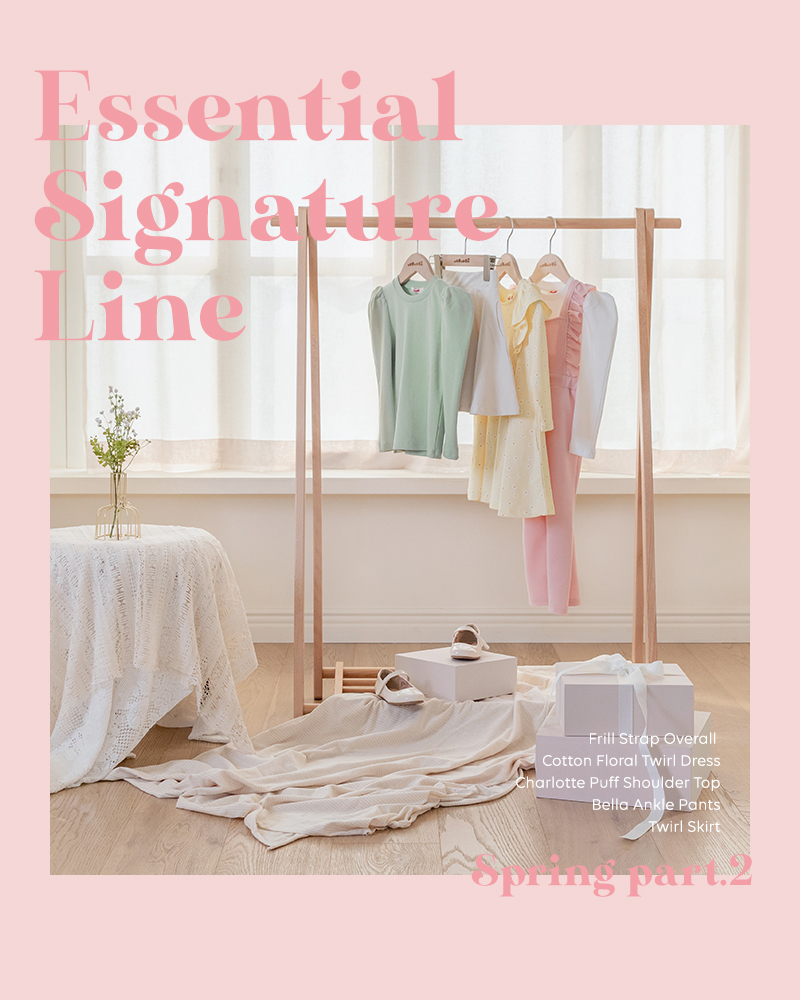 Essential
Signature
Line
Frill Strap Overall
Cotton Floral Twirl Dress
Charlotte Puff Shoulder Top
Bella Ankle Pants
Twirl Skirt
Spring part.2